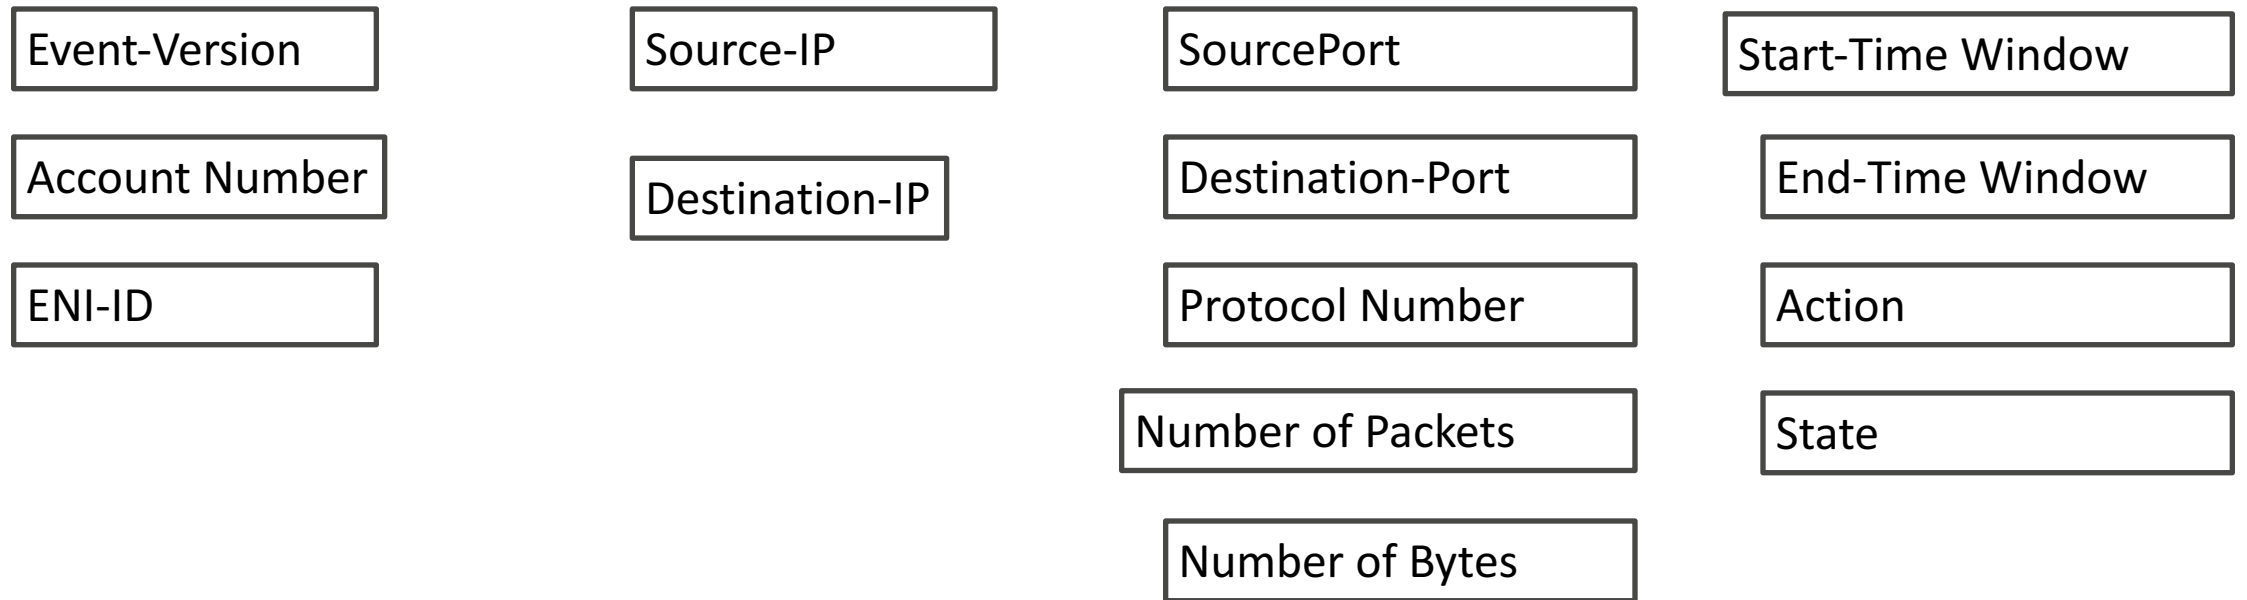 Event-Version
Account Number
ENI-ID
Source-IP
Destination-IP
SourcePort
Destination-Port
Protocol Number
Number of Packets
Number of Bytes
Start-Time Window
End-Time Window
Action
State